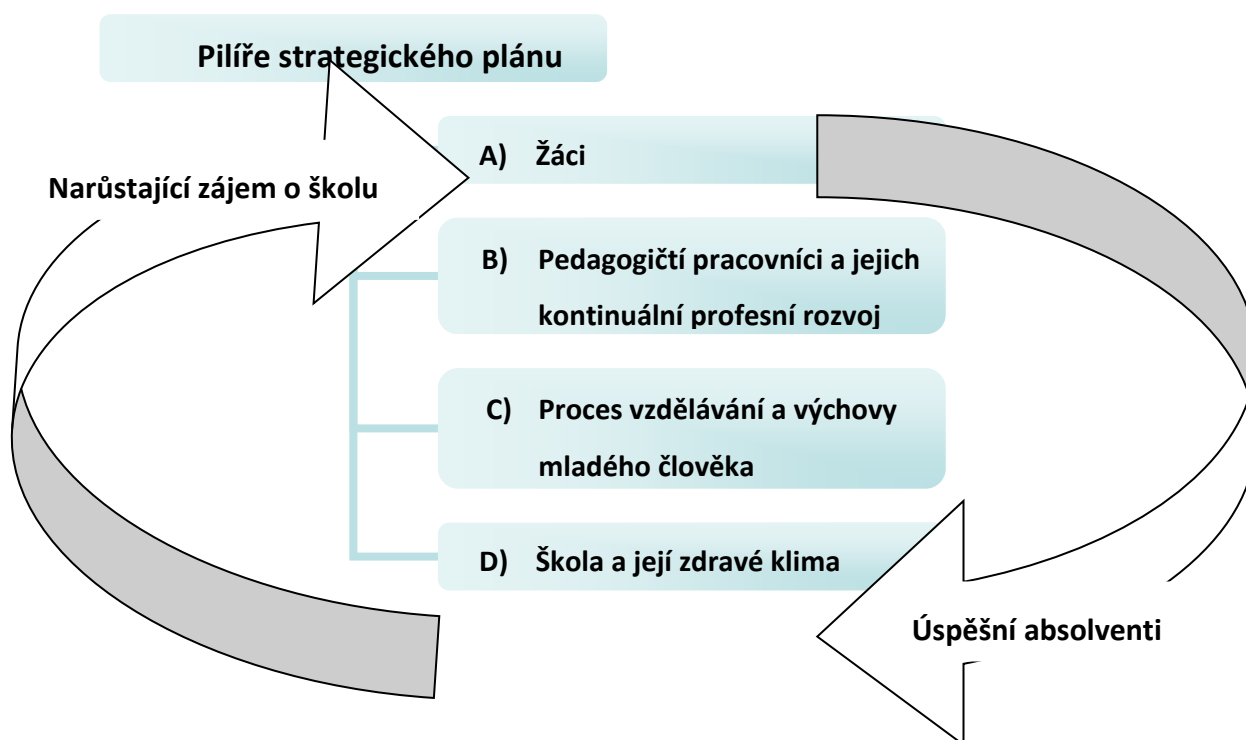 Pilíře strategického plánu
A) Žáci
Narůstající zájem o školu
B) Pedagogičtí pracovníci a jejich
kontinuální profesní rozvoj
C) Proces vzdělávání a výchovy
mladého člověka
D) Škola a její zdravé klima
Úspěšní absolventi